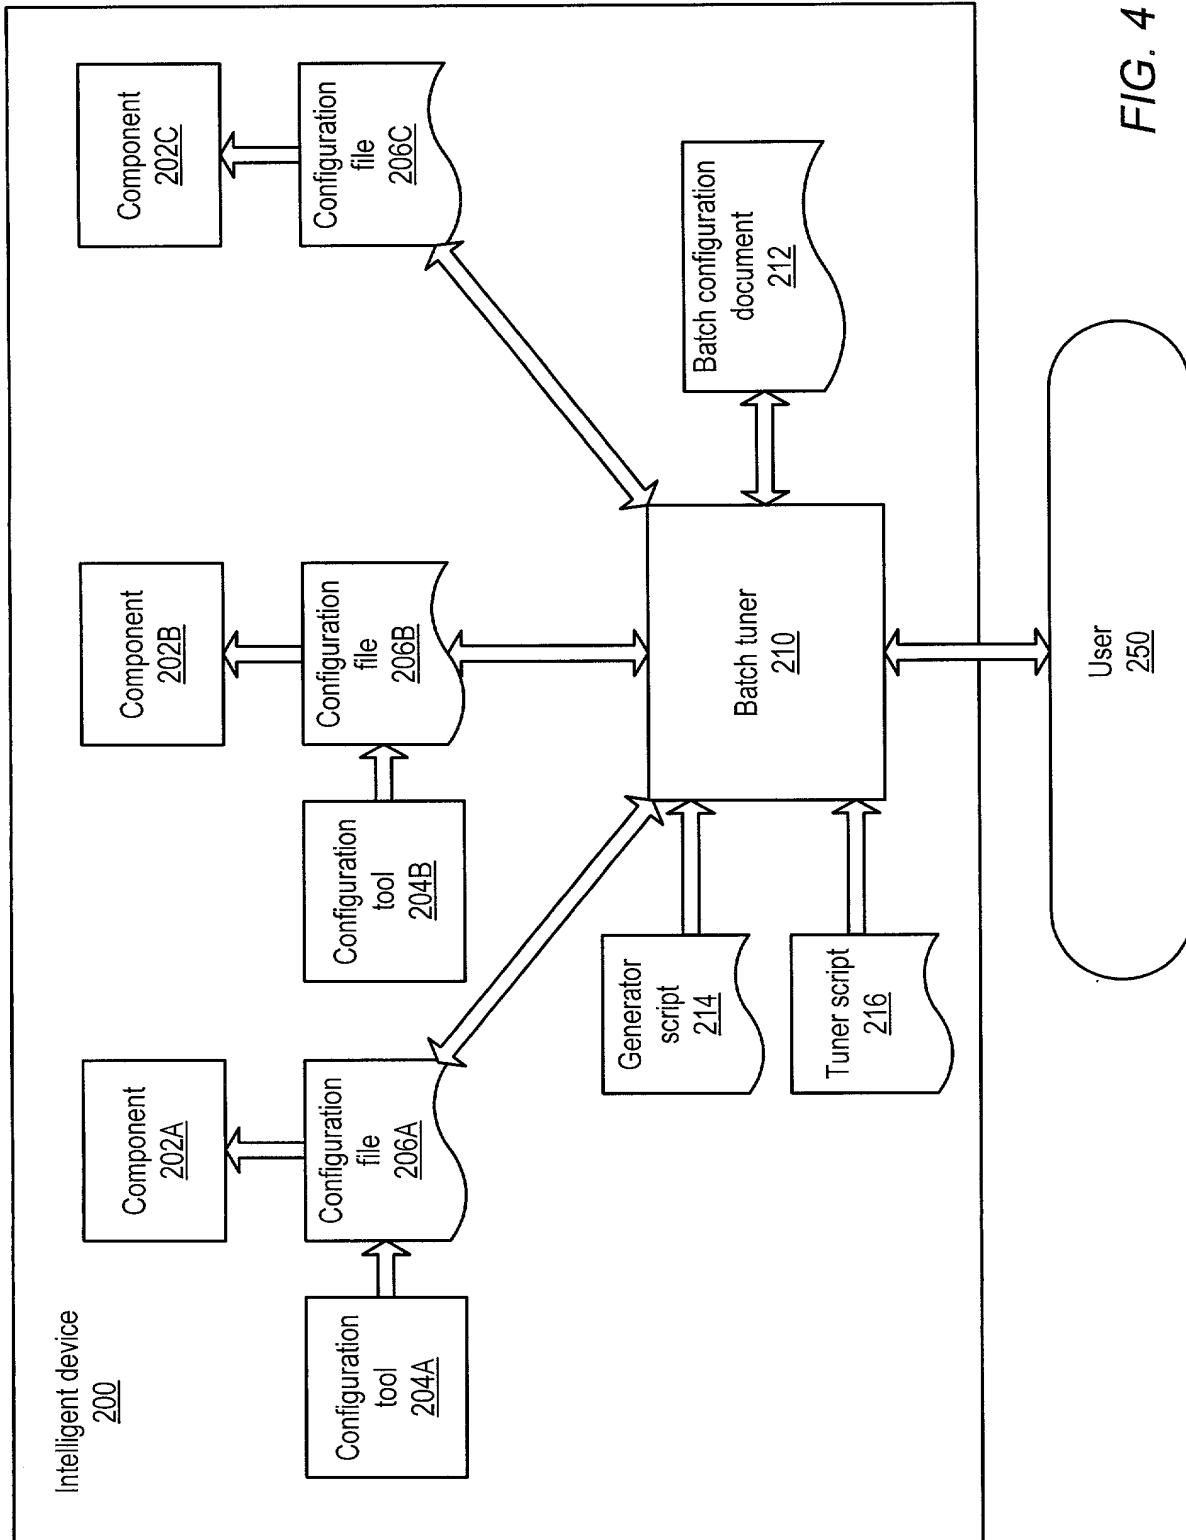 Intelligent device
200
Component
202A
Component
202B
Component
202C
Configuration
tool
204A
Configuration
file
206A
Configuration
tool
204B
Configuration
file
206B
Configuration
file
206C
Generator
script
214
Tuner script
216
Batch tuner
210
Batch configuration
document
212
User
250
FIG. 4